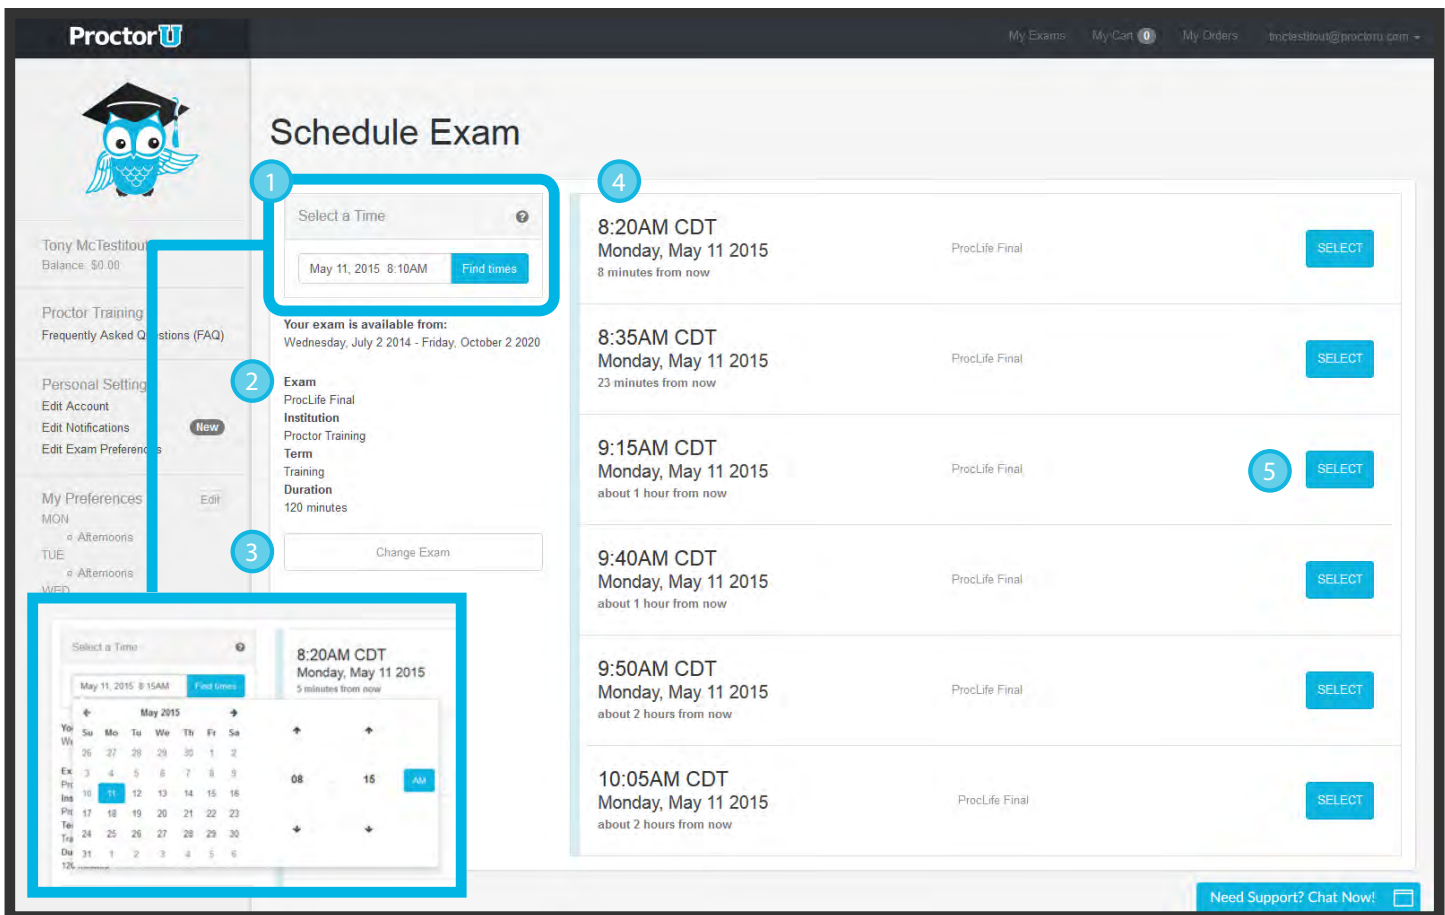 ProctorU
My Exams My Cart 0 My Orders tmctestitout@proctoru.com
Schedule Exam
Tony McTestitout
Balance: $0.00
Proctor Training
Frequently Asked Questions (FAQ)
Personal Setting
Edit Account
Edit Notifications New
Edit Exam Preferences
My Preferences Edit
MON
Afternoons
TUE
Afternoons
WED
1
Select a Time
May 11, 2015 8:10AM Find times
Your exam is available from:
Wednesday, July 2 2014 - Friday, October 2 2020
2
Exam
ProcLife Final
Institution
Proctor Training
Term
Training
Duration
120 minutes
3
Change Exam
4
8:20AM CDT
Monday, May 11 2015
8 minutes from now
ProcLife Final
SELECT
8:35AM CDT
Monday, May 11 2015
23 minutes from now
ProcLife Final
SELECT
9:15AM CDT
Monday, May 11 2015
about 1 hour from now
ProcLife Final
5
SELECT
9:40AM CDT
Monday, May 11 2015
about 1 hour from now
ProcLife Final
SELECT
9:50AM CDT
Monday, May 11 2015
about 2 hours from now
ProcLife Final
SELECT
10:05AM CDT
Monday, May 11 2015
about 2 hours from now
ProcLife Final
SELECT
Select a Time
May 11, 2015 8:15AM Find times
8:20AM CDT
Monday, May 11 2015
5 minutes from now
May 2015
Su Mo Tu We Th Fr Sa
26 27 28 29 30 1 2
3 4 5 6 7 8 9
10 11 12 13 14 15 16
17 18 19 20 21 22 23
24 25 26 27 28 29 30
31 1 2 3 4 5 6
08 15 AM
Need Support? Chat Now!